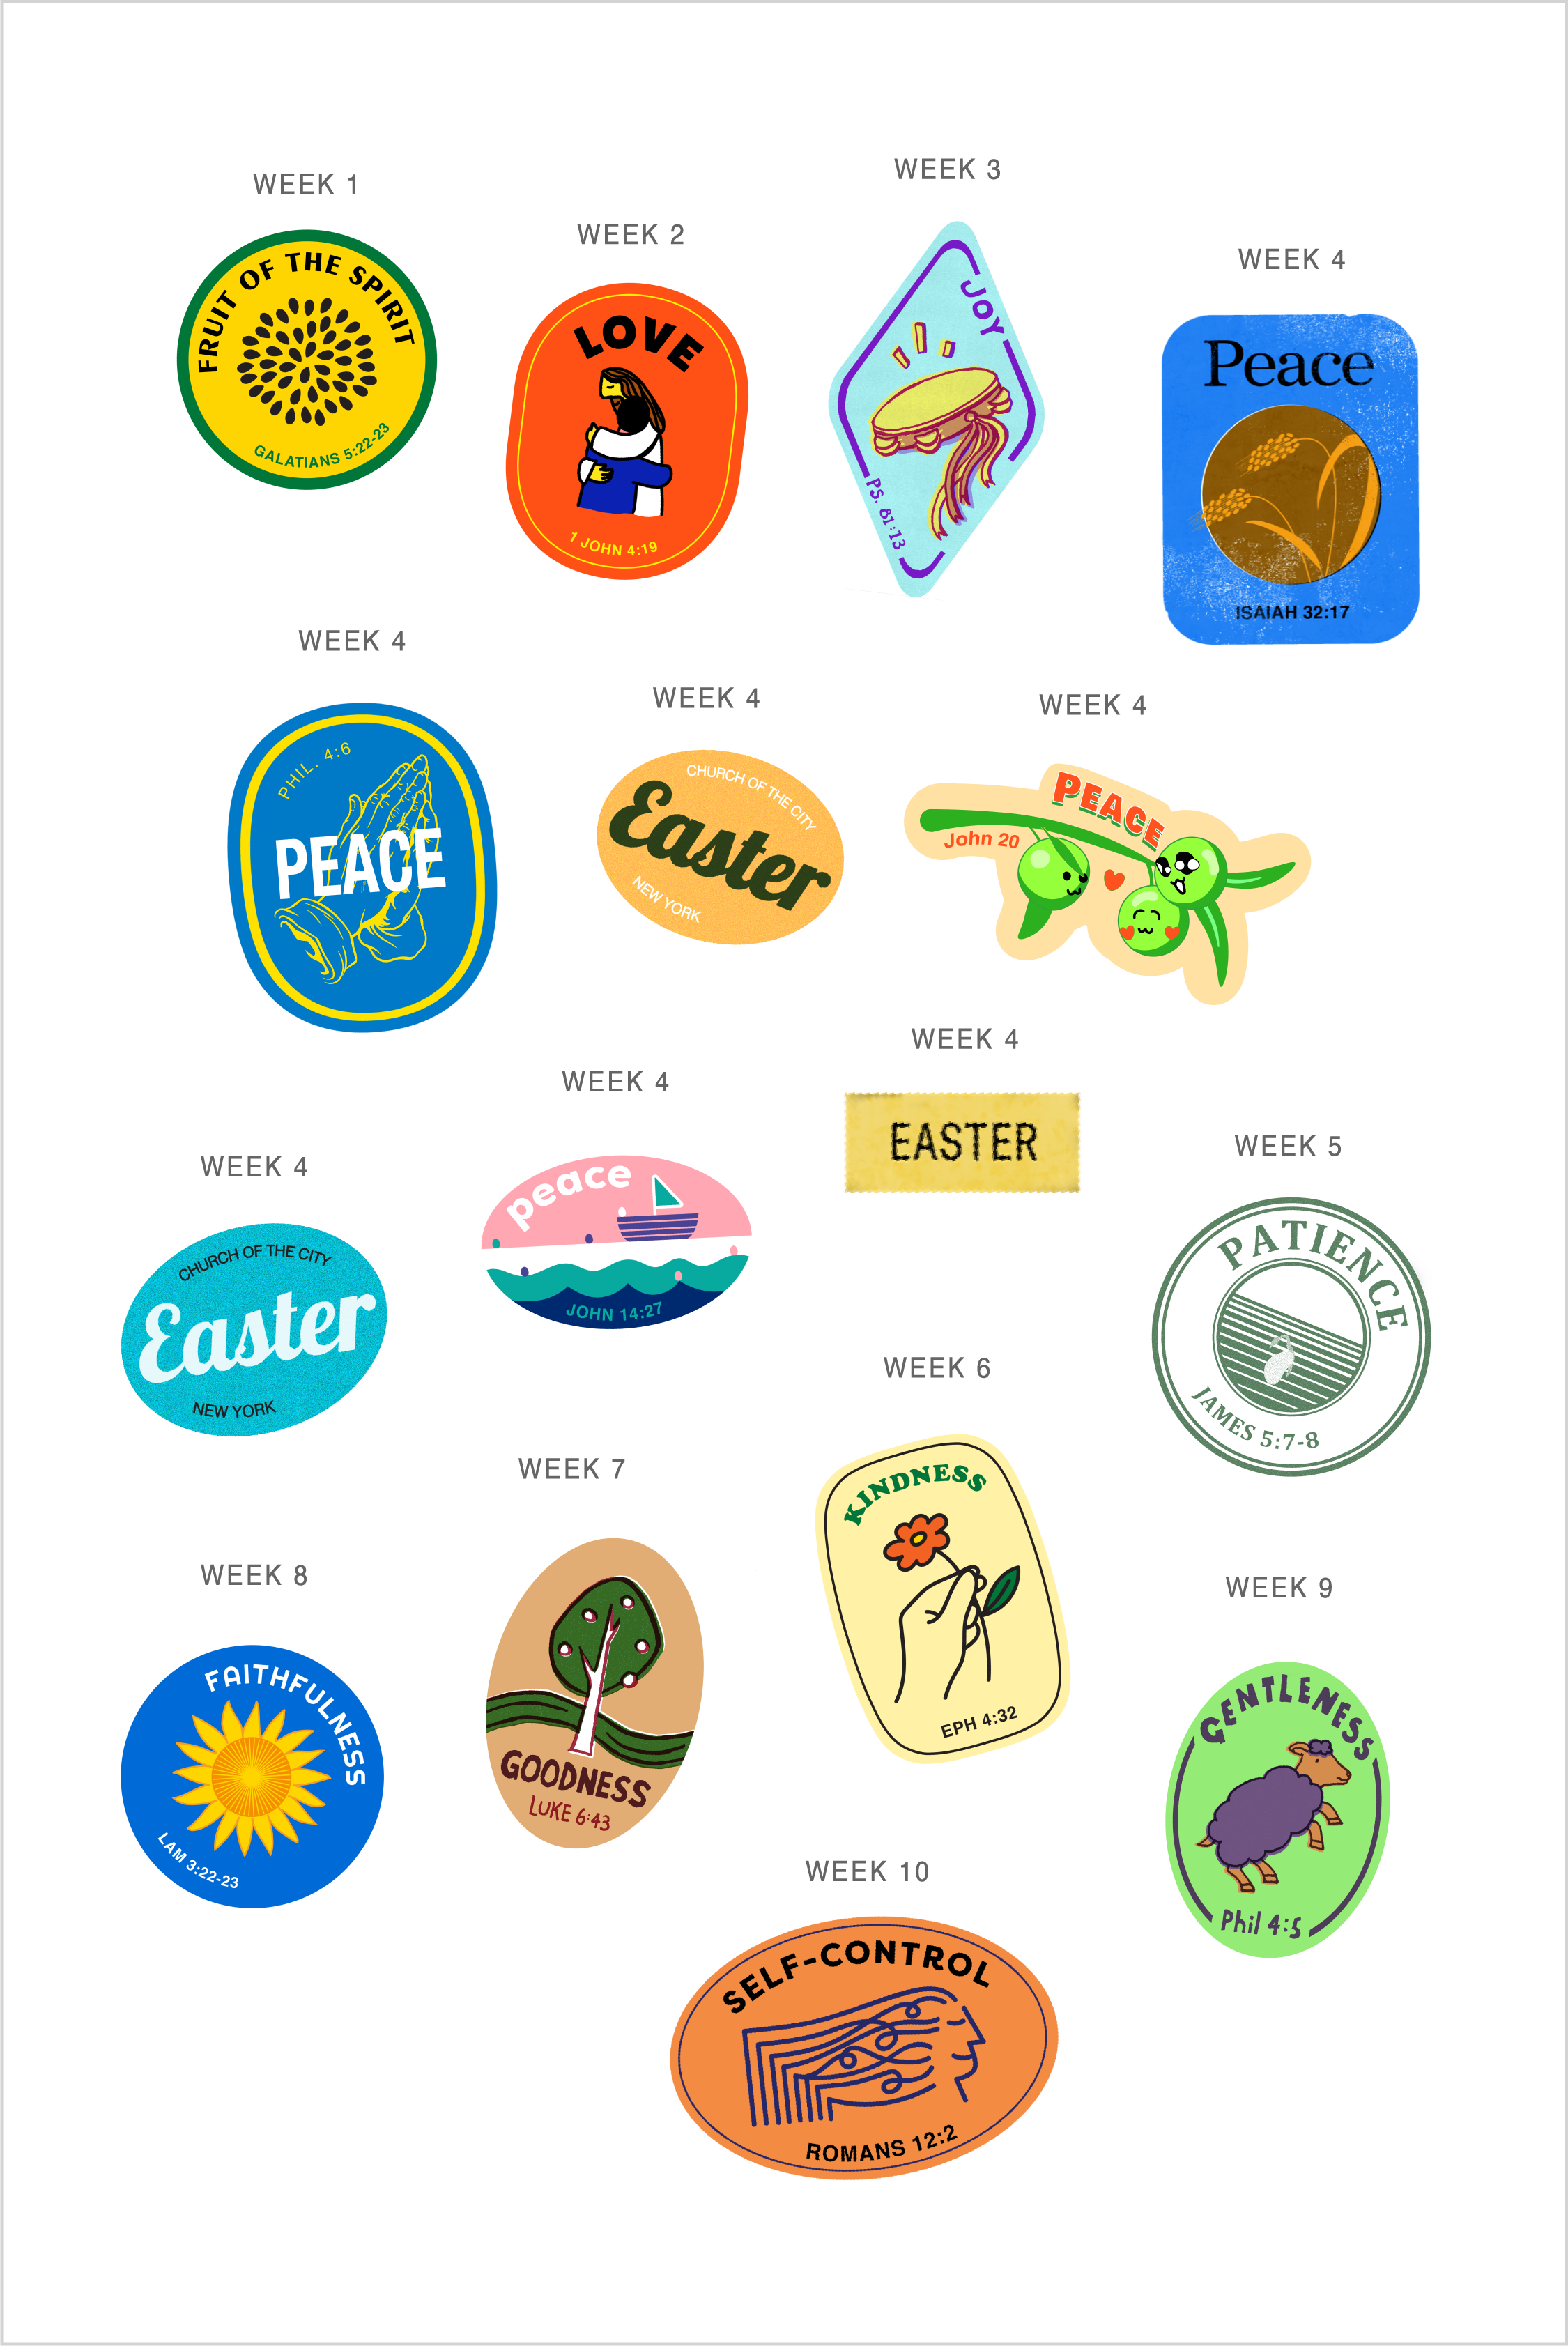 WEEK 1
FRUIT OF THE SPIRIT
GALATIANS 5:22-23
WEEK 2
LOVE
1 JOHN 4:19
WEEK 3
JOY
PS. 81:13
WEEK 4
Peace
ISAIAH 32:17
WEEK 4
PHIL. 4:6
PEACE
WEEK 4
CHURCH OF THE CITY
Easter
NEW YORK
WEEK 4
PEACE
John 20
WEEK 4
CHURCH OF THE CITY
Easter
NEW YORK
WEEK 4
peace
JOHN 14:27
WEEK 4
EASTER
WEEK 5
PATIENCE
JAMES 5:7-8
WEEK 6
KINDNESS
EPH 4:32
WEEK 7
GOODNESS
LUKE 6:43
WEEK 8
FAITHFULNESS
LAM 3:22-23
WEEK 9
GENTLENESS
Phil 4:5
WEEK 10
SELF-CONTROL
ROMANS 12:2